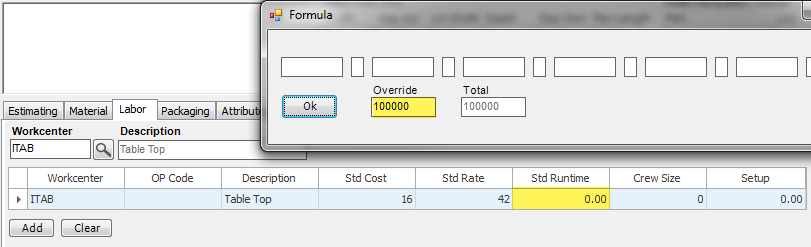 Formula
Override Total
Ok 100000 100000
Estimating Material Labor Packaging Attribut
Workcenter Description
ITAB Table Top
Workcenter OP Code Description Std Cost Std Rate Std Runtime Crew Size Setup
ITAB Table Top 16 42 0.00 0 0.00
Add Clear